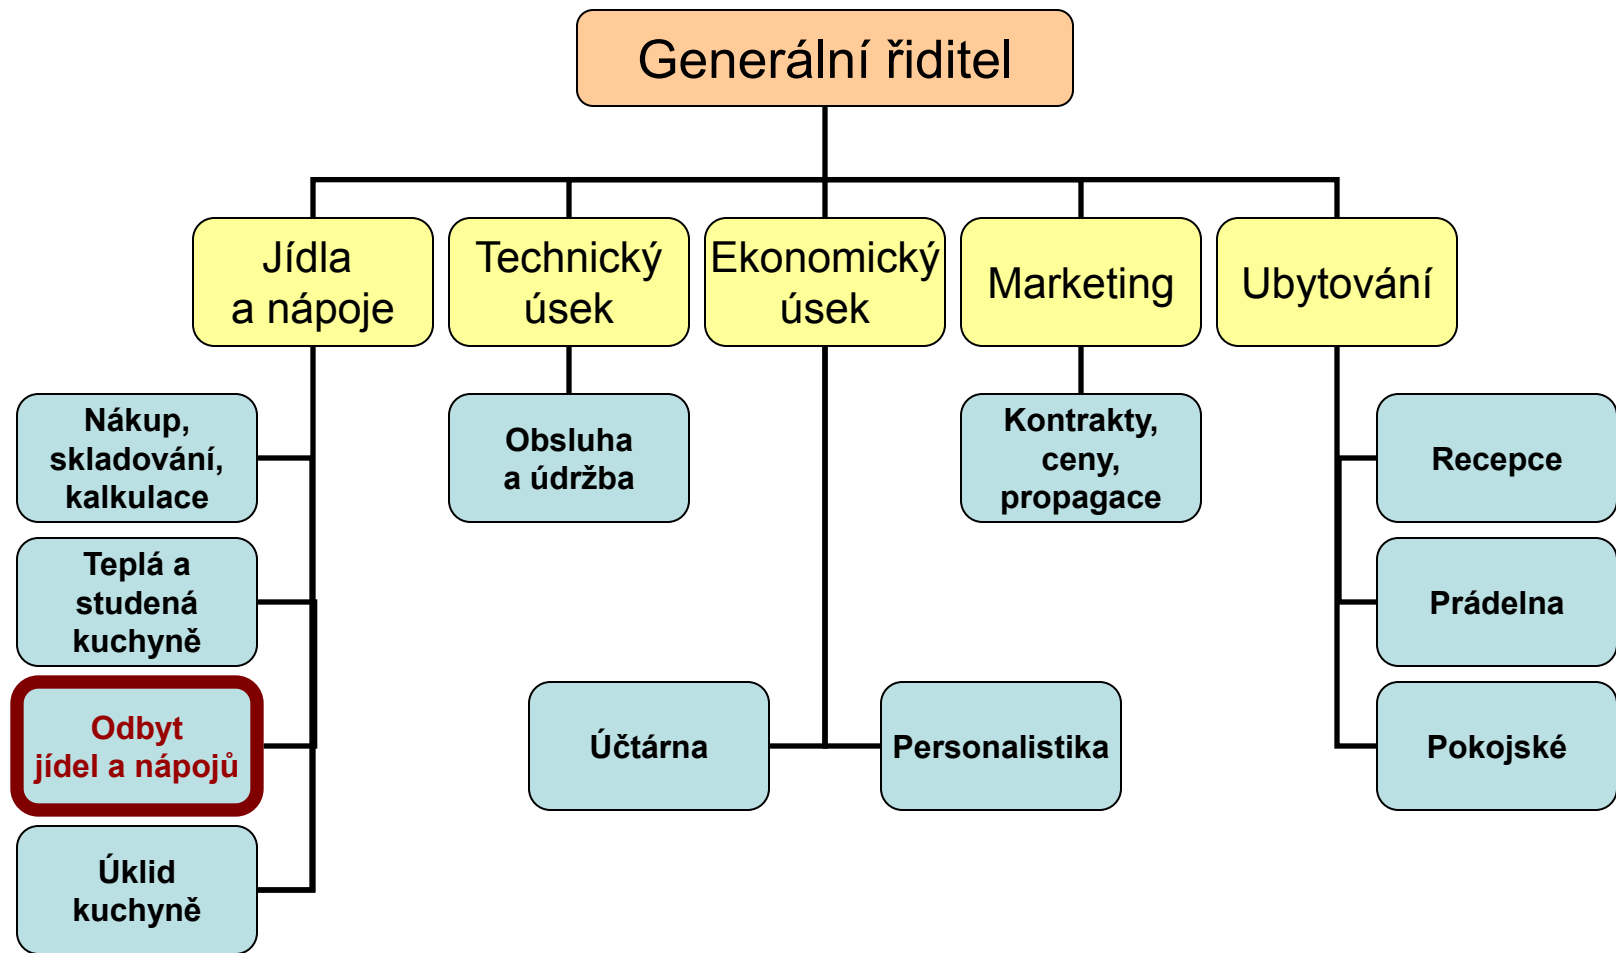 Generální řiditel
Jídla
a nápoje
Technický
úsek
Ekonomický
úsek
Marketing
Ubytování
Nákup,
skladování,
kalkulace
Obsluha
a údržba
Kontrakty,
ceny,
propagace
Recepce
Teplá a
studená
kuchyně
Prádelna
Odbyt
jídel a nápojů
Účtárna
Personalistika
Pokojské
Úklid
kuchyně